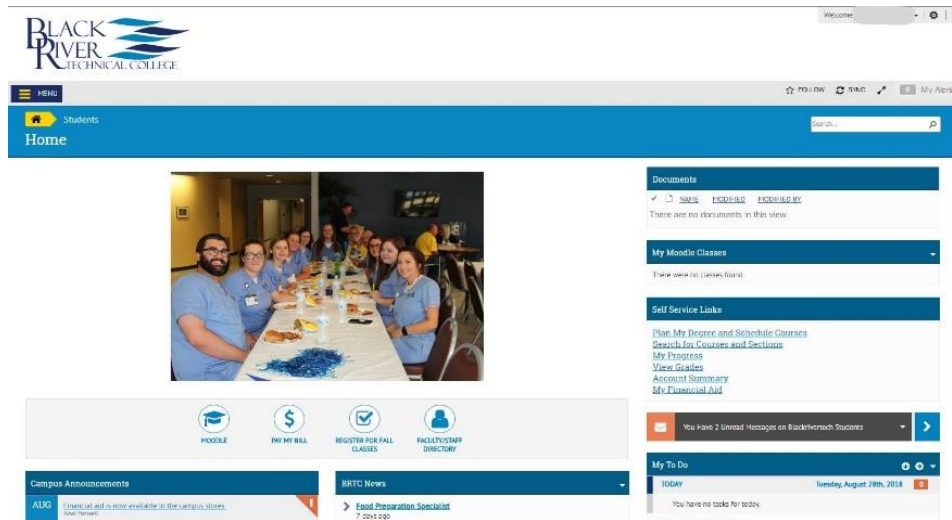 Welcome
BLACK
RIVER
TECHNICAL COLLEGE
MENU
FOLLOW SYNC 0 My Alerts
Students
Home
Search...
Documents
NAME MODIFIED MODIFIED BY
There are no documents in this view.
My Moodle Classes
There were no classes found.
Self Service Links
Plan My Degree and Schedule Courses
Search for Courses and Sections
My Progress
View Grades
Account Summary
My Financial Aid
MOODLE
PAY MY BILL
REGISTER FOR FALL
CLASSES
FACULTY/STAFF
DIRECTORY
You Have 2 Unread Messages on Blackrivertech Students
Campus Announcements
AUG Financial aid is now available in the campus stores.
BRTC News
Food Preparation Specialist
7 days ago
My To Do
TODAY Tuesday, August 28th, 2018 0
You have no tasks for today.